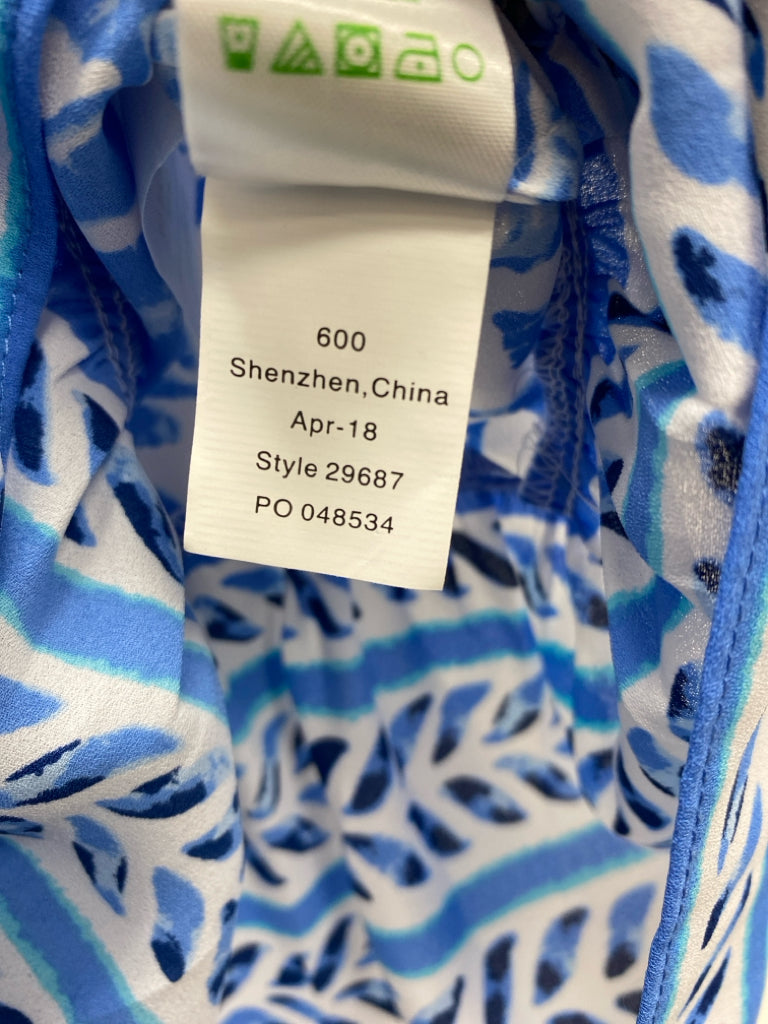 600
Shenzhen,China
Apr-18
Style 29687
PO 048534